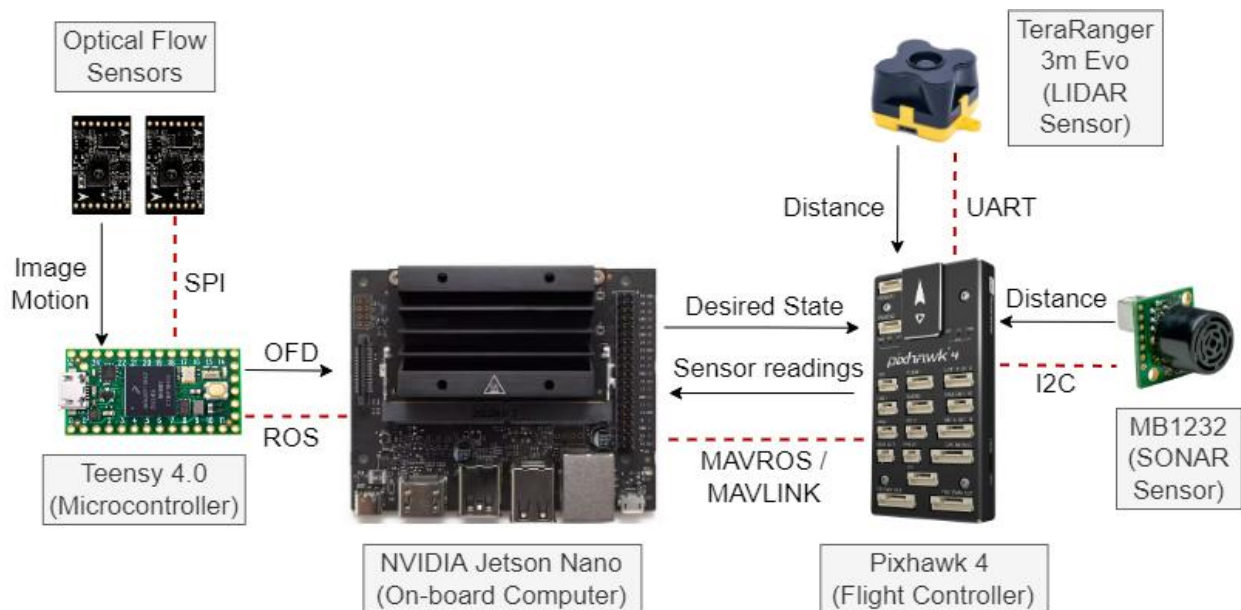 Optical Flow
Sensors
TeraRanger
3m Evo
(LIDAR
Sensor)
Distance
UART
Image
Motion
SPI
Desired State
Distance
OFD
Sensor readings
pixhawk 4
I2C
ROS
MAVROS /
MAVLINK
MB1232
(SONAR
Sensor)
Teensy 4.0
(Microcontroller)
NVIDIA Jetson Nano
(On-board Computer)
Pixhawk 4
(Flight Controller)